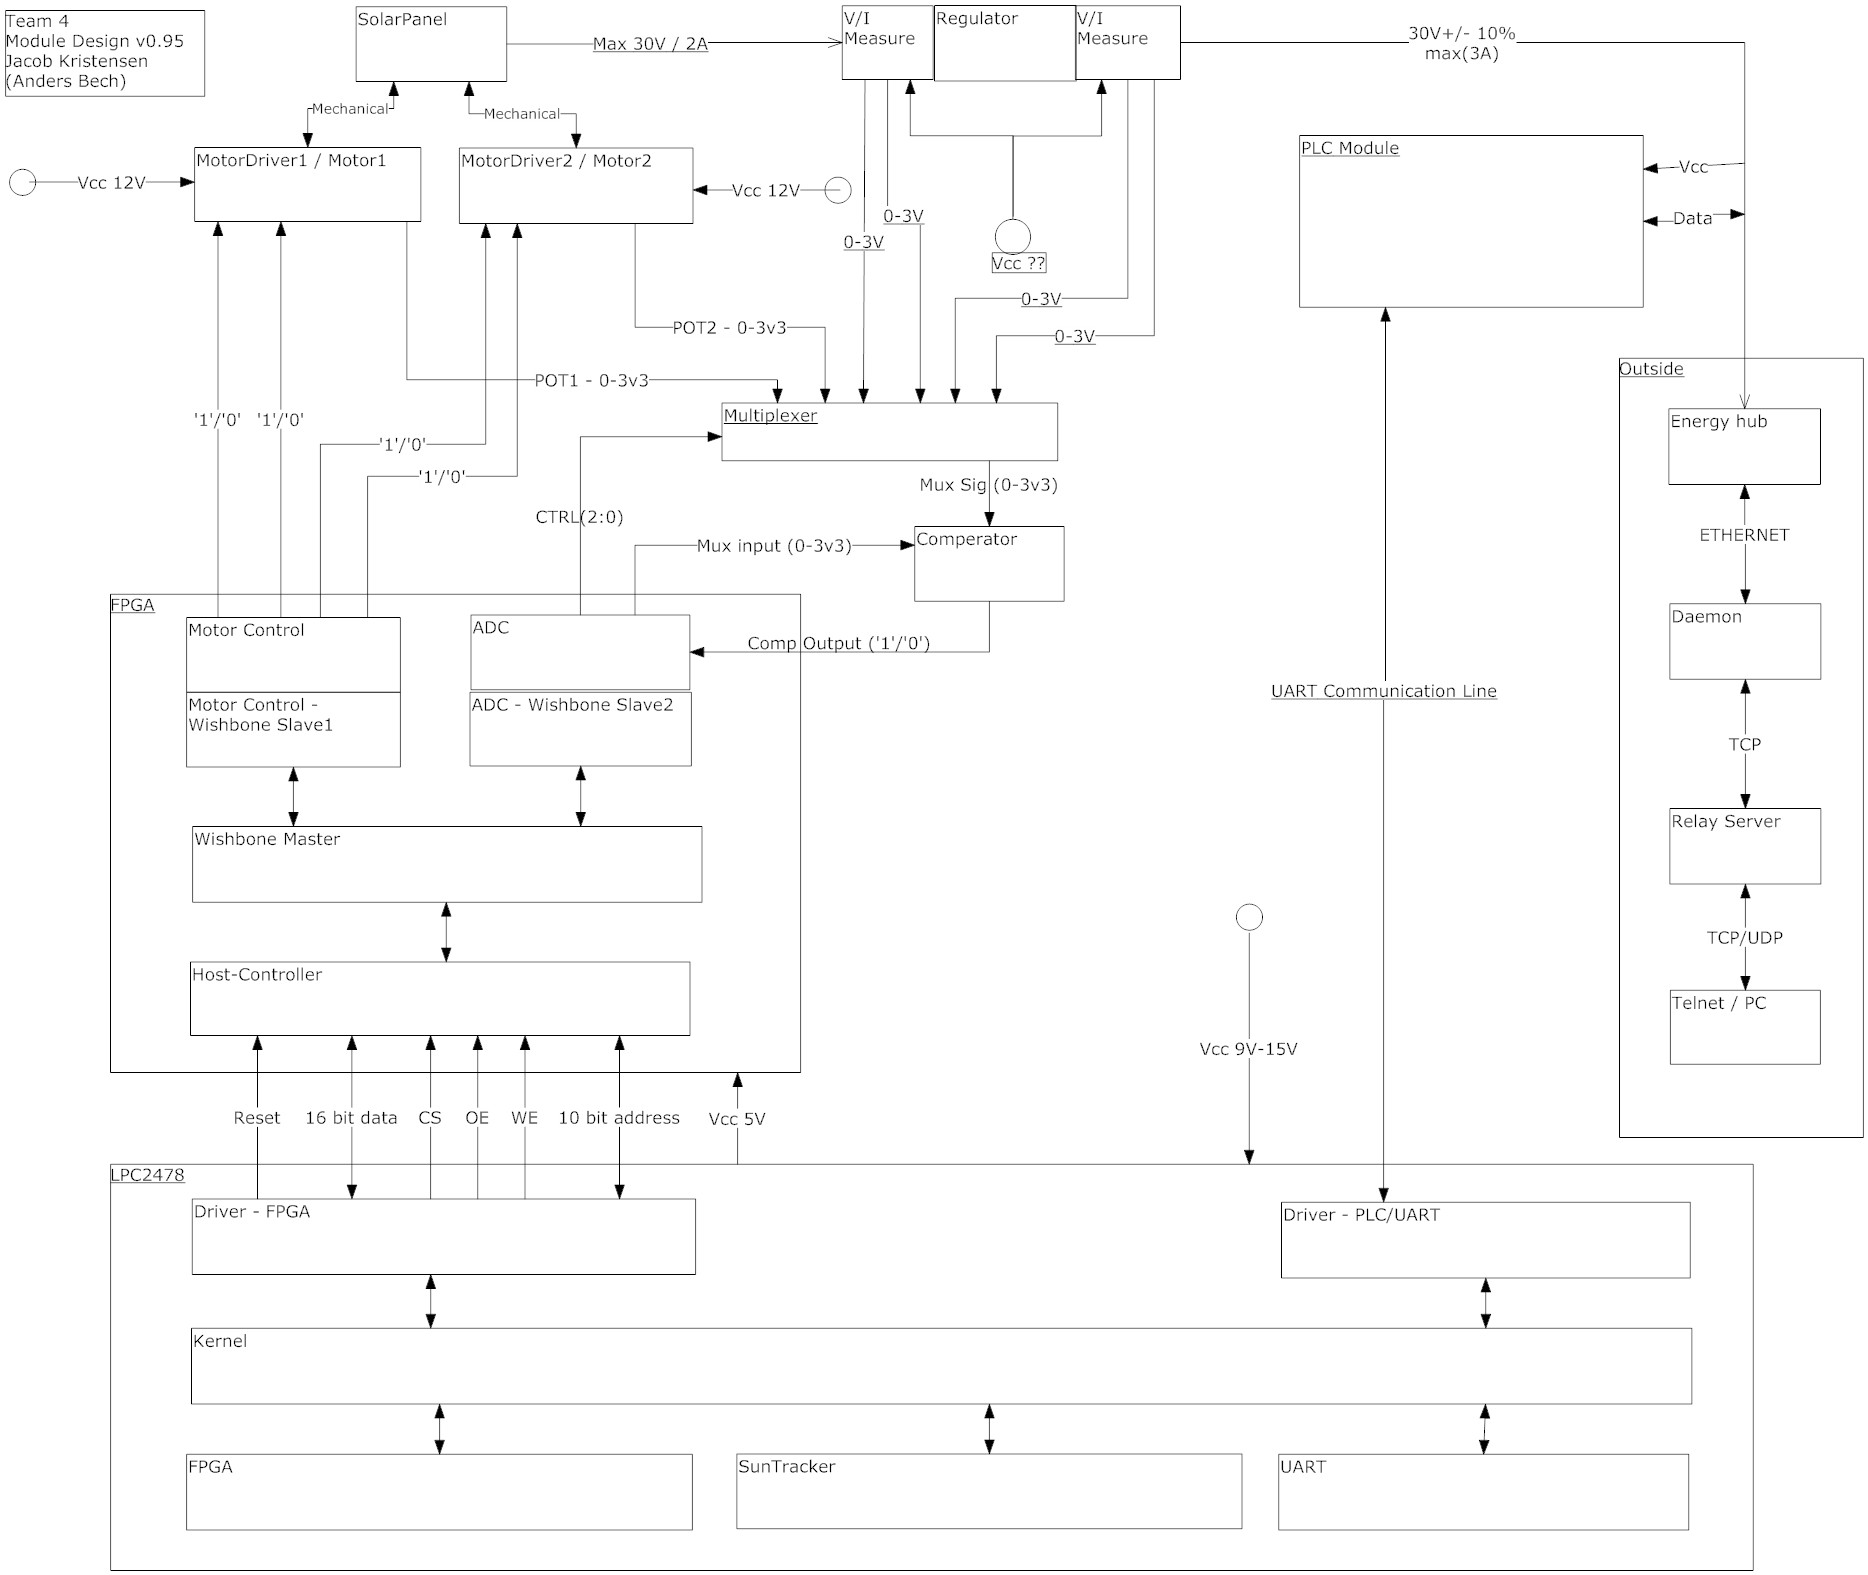 Team 4
Module Design v0.95
Jacob Kristensen
(Anders Bech)
SolarPanel
Max 30V / 2A
V/I
Measure
Regulator
V/I
Measure
30V+/- 10%
max(3A)
Mechanical
Mechanical
MotorDriver1 / Motor1
MotorDriver2 / Motor2
Vcc 12V
Vcc 12V
PLC Module
Vcc
Data
0-3V
0-3V
Vcc ??
0-3V
0-3V
POT2 - 0-3v3
POT1 - 0-3v3
Outside
'1'/'0'
'1'/'0'
'1'/'0'
'1'/'0'
Multiplexer
Energy hub
Mux Sig (0-3v3)
CTRL(2:0)
Mux input (0-3v3)
Comperator
ETHERNET
FPGA
Motor Control
ADC
Comp Output ('1'/'0')
Daemon
Motor Control -
Wishbone Slave1
ADC - Wishbone Slave2
UART Communication Line
TCP
Wishbone Master
Relay Server
TCP/UDP
Host-Controller
Telnet / PC
Vcc 9V-15V
Reset
16 bit data
CS
OE
WE
10 bit address
Vcc 5V
LPC2478
Driver - FPGA
Driver - PLC/UART
Kernel
FPGA
SunTracker
UART